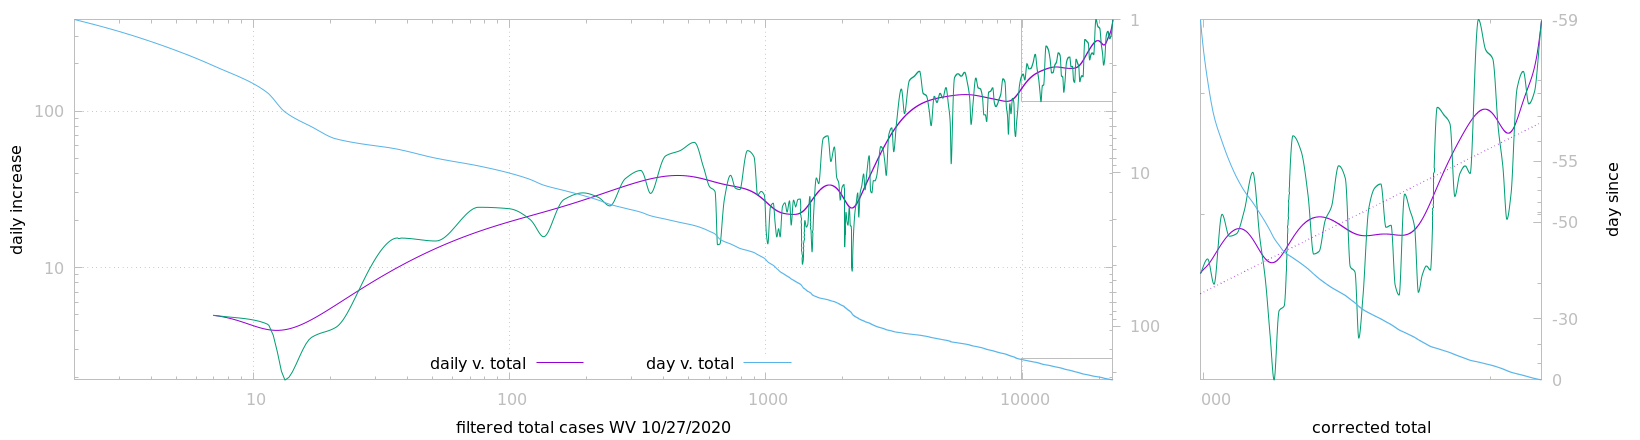 daily increase
100
10
10
100
1000
10000
1
10
100
daily v. total
day v. total
filtered total cases WV 10/27/2020
000
corrected total
-59
-55
-50
-30
0
day since